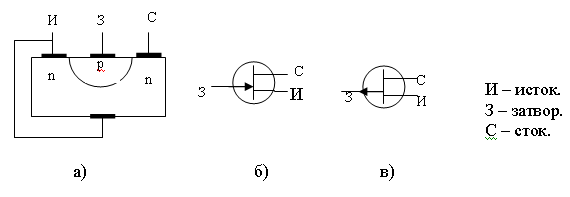 И З С
p
n n
З С
И
З С
И
И – исток.
З – затвор.
С – сток.
а) б) в)